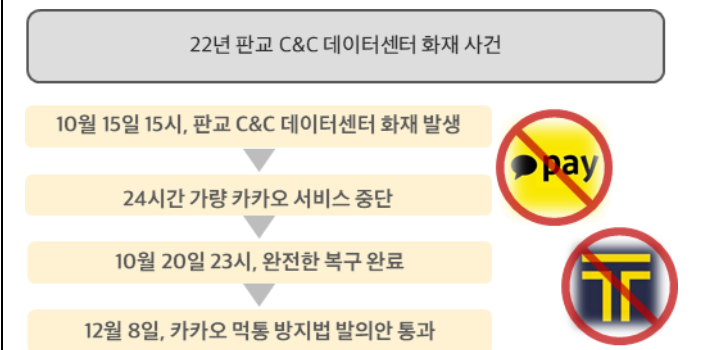 22년 판교 C&C 데이터센터 화재 사건
10월 15일 15시, 판교 C&C 데이터센터 화재 발생
pay
24시간 가량 카카오 서비스 중단
10월 20일 23시, 완전한 복구 완료
T
12월 8일, 카카오 먹통 방지법 발의안 통과